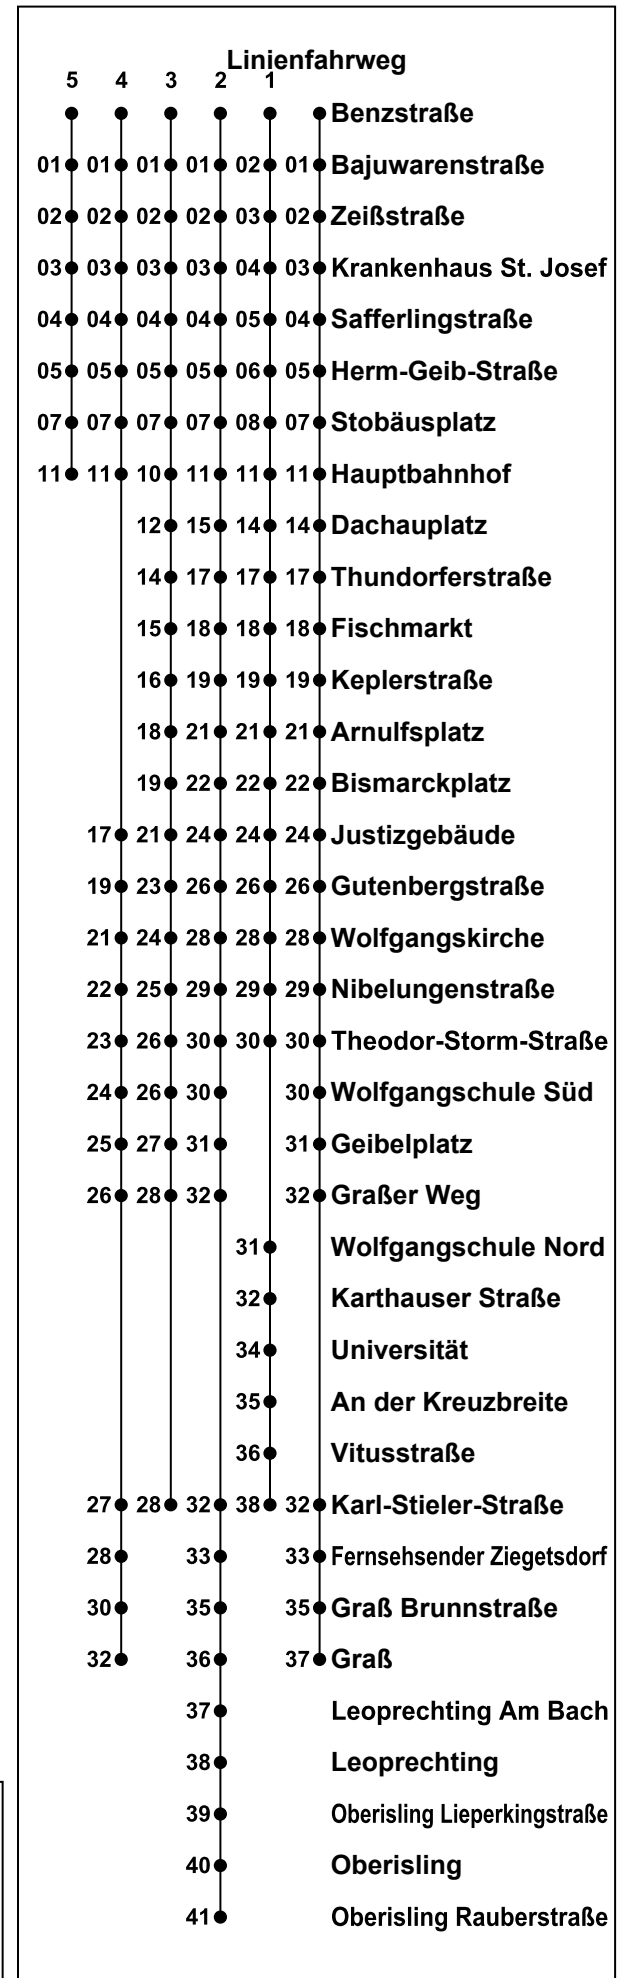 Linienfahrweg
5 4 3 2 1
Benzstraße
01 01 01 01 02 01 Bajuwarenstraße
02 02 02 02 03 02 Zeißstraße
03 03 03 03 04 03 Krankenhaus St. Josef
04 04 04 04 05 04 Safferlingstraße
05 05 05 05 06 05 Herm-Geib-Straße
07 07 07 07 08 07 Stobäusplatz
11 11 10 11 11 11 Hauptbahnhof
12 15 14 14 Dachauplatz
14 17 17 17 Thundorferstraße
15 18 18 18 Fischmarkt
16 19 19 19 Keplerstraße
18 21 21 21 Arnulfsplatz
19 22 22 22 Bismarckplatz
17 21 24 24 24 Justizgebäude
19 23 26 26 26 Gutenbergstraße
21 24 28 28 28 Wolfgangskirche
22 25 29 29 29 Nibelungenstraße
23 26 30 30 30 Theodor-Storm-Straße
24 26 30 30 Wolfgangschule Süd
25 27 31 31 Geibelplatz
26 28 32 32 Graßer Weg
31 Wolfgangschule Nord
32 Karthauser Straße
34 Universität
35 An der Kreuzbreite
36 Vitusstraße
27 28 32 38 32 Karl-Stieler-Straße
28 33 33 Fernsehsender Ziegetsdorf
30 35 35 Graß Brunnstraße
32 36 37 Graß
37 Leoprechting Am Bach
38 Leoprechting
39 Oberisling Lieperkingstraße
40 Oberisling
41 Oberisling Rauberstraße